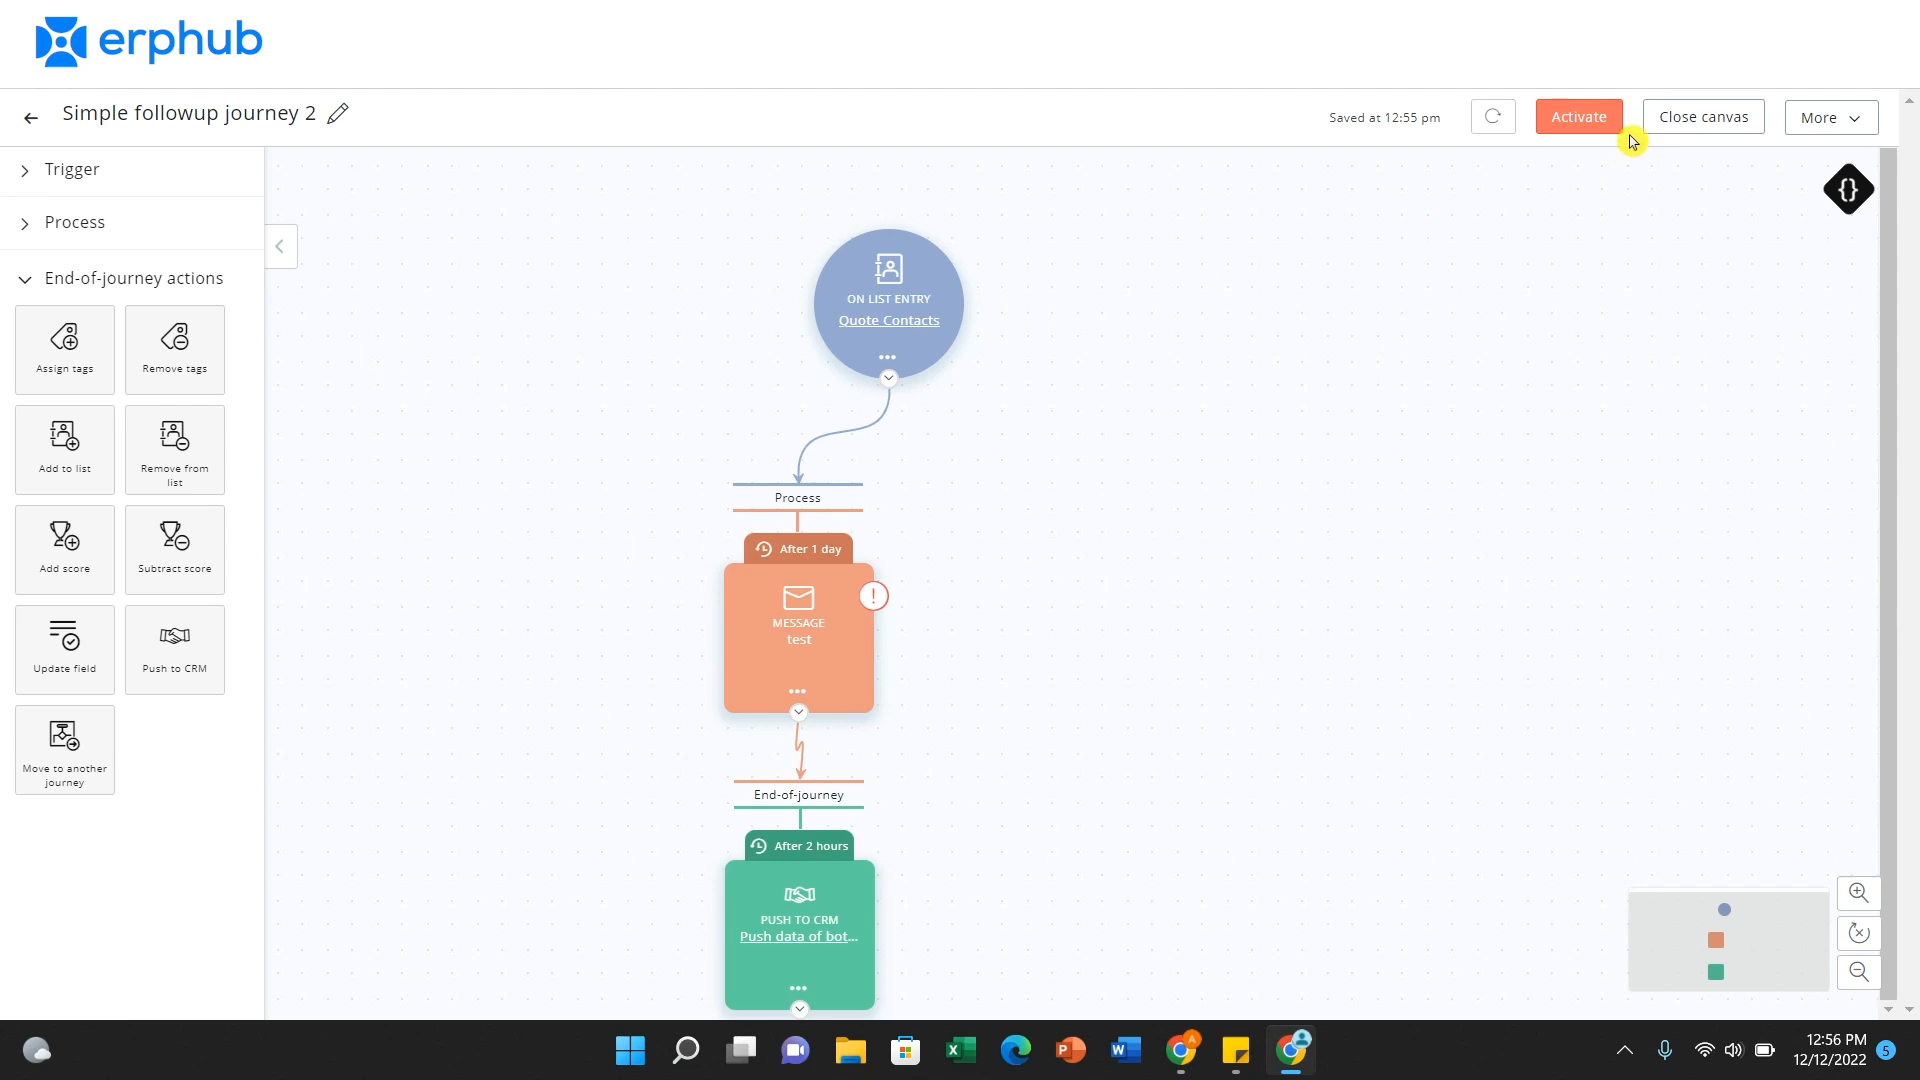 erphub
Simple followup journey 2
Saved at 12:55 pm
Activate
Close canvas
More
Trigger
Process
End-of-journey actions
Assign tags
Remove tags
Add to list
Remove from
list
Add score
Subtract score
Update field
Push to CRM
Move to another
journey
{}
ON LIST ENTRY
Quote Contacts
Process
After 1 day
!
MESSAGE
test
End-of-journey
After 2 hours
PUSH TO CRM
Push data of bot...
A
12:56 PM
12/12/2022
5